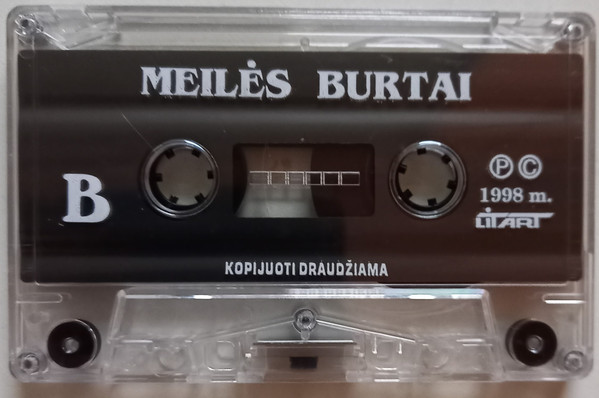 MEILĖS BURTAI
B
Ⓟ Ⓒ
1998 m.
LITART
KOPIJUOTI DRAUDŽIAMA